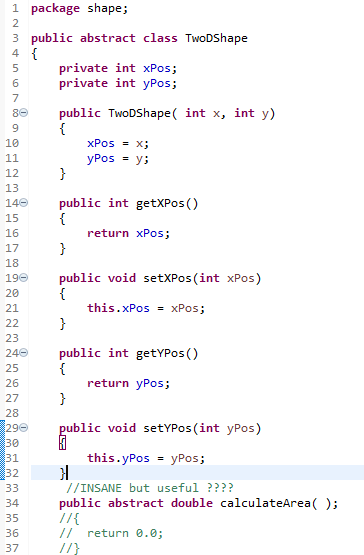 1 package shape;
2
3 public abstract class TwoDShape
4 {
5     private int xPos;
6     private int yPos;
7
8     public TwoDShape( int x, int y)
9     {
10         xPos = x;
11         yPos = y;
12     }
13
14     public int getXPos()
15     {
16         return xPos;
17     }
18
19     public void setXPos(int xPos)
20     {
21         this.xPos = xPos;
22     }
23
24     public int getYPos()
25     {
26         return yPos;
27     }
28
29     public void setYPos(int yPos)
30     {
31         this.yPos = yPos;
32     }
33      //INSANE but useful ????
34     public abstract double calculateArea( );
35     //{
36     //  return 0.0;
37     //}